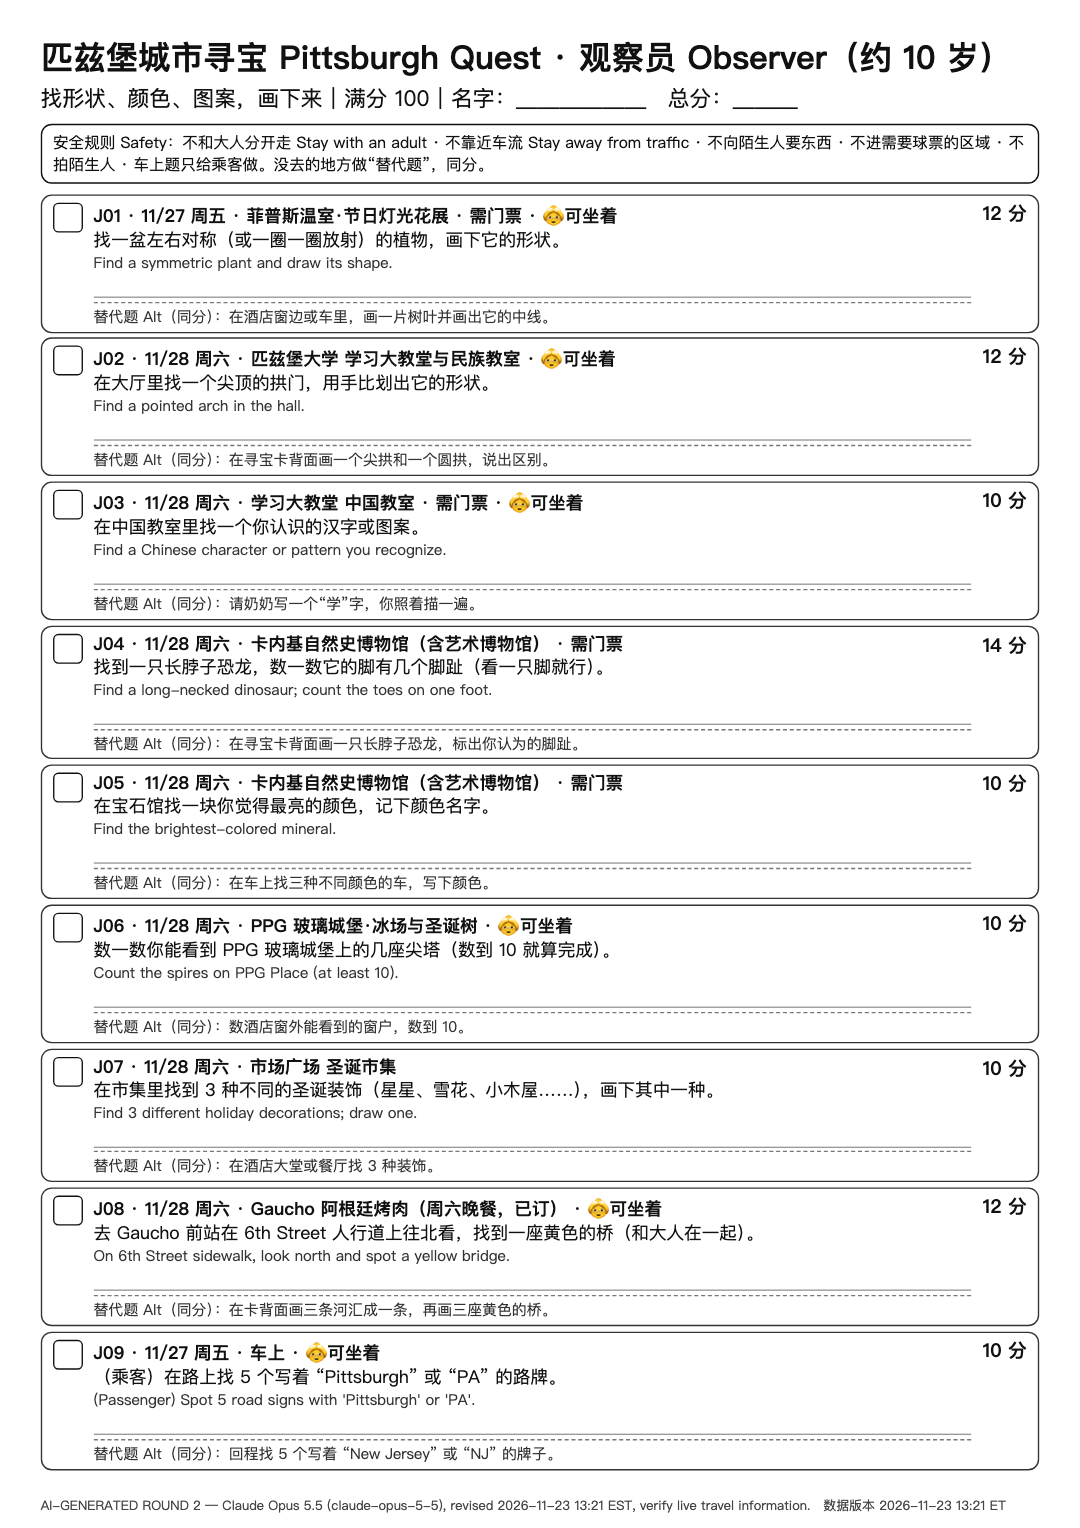 匹兹堡城市寻宝 Pittsburgh Quest · 观察员 Observer（约 10 岁）
找形状、颜色、图案，画下来｜满分 100｜名字：____________ 总分：______
安全规则 Safety：不和大人分开走 Stay with an adult · 不靠近车流 Stay away from traffic · 不向陌生人要东西 · 不进需要球票的区域 · 不
拍陌生人 · 车上题只给乘客做。没去的地方做“替代题”，同分。
J01 · 11/27 周五 · 菲普斯温室·节日灯光花展 · 需门票 · 👵可坐着 12 分
找一盆左右对称（或一圈一圈放射）的植物，画下它的形状。
Find a symmetric plant and draw its shape.
替代题 Alt（同分）：在酒店窗边或车里，画一片树叶并画出它的中线。
J02 · 11/28 周六 · 匹兹堡大学 学习大教堂与民族教室 · 👵可坐着 12 分
在大厅里找一个尖顶的拱门，用手比划出它的形状。
Find a pointed arch in the hall.
替代题 Alt（同分）：在寻宝卡背面画一个尖拱和一个圆拱，说出区别。
J03 · 11/28 周六 · 学习大教堂 中国教室 · 需门票 · 👵可坐着 10 分
在中国教室里找一个你认识的汉字或图案。
Find a Chinese character or pattern you recognize.
替代题 Alt（同分）：请奶奶写一个“学”字，你照着描一遍。
J04 · 11/28 周六 · 卡内基自然史博物馆（含艺术博物馆） · 需门票 14 分
找到一只长脖子恐龙，数一数它的脚有几个脚趾（看一只脚就行）。
Find a long-necked dinosaur; count the toes on one foot.
替代题 Alt（同分）：在寻宝卡背面画一只长脖子恐龙，标出你认为的脚趾。
J05 · 11/28 周六 · 卡内基自然史博物馆（含艺术博物馆） · 需门票 10 分
在宝石馆找一块你觉得最亮的颜色，记下颜色名字。
Find the brightest-colored mineral.
替代题 Alt（同分）：在车上找三种不同颜色的车，写下颜色。
J06 · 11/28 周六 · PPG 玻璃城堡·冰场与圣诞树 · 👵可坐着 10 分
数一数你能看到 PPG 玻璃城堡上的几座尖塔（数到 10 就算完成）。
Count the spires on PPG Place (at least 10).
替代题 Alt（同分）：数酒店窗外能看到的窗户，数到 10。
J07 · 11/28 周六 · 市场广场 圣诞市集 10 分
在市集里找到 3 种不同的圣诞装饰（星星、雪花、小木屋……），画下其中一种。
Find 3 different holiday decorations; draw one.
替代题 Alt（同分）：在酒店大堂或餐厅找 3 种装饰。
J08 · 11/28 周六 · Gaucho 阿根廷烤肉（周六晚餐，已订） · 👵可坐着 12 分
去 Gaucho 前站在 6th Street 人行道上往北看，找到一座黄色的桥（和大人在一起）。
On 6th Street sidewalk, look north and spot a yellow bridge.
替代题 Alt（同分）：在卡背面画三条河汇成一条，再画三座黄色的桥。
J09 · 11/27 周五 · 车上 · 👵可坐着 10 分
（乘客）在路上找 5 个写着 “Pittsburgh” 或 “PA” 的路牌。
(Passenger) Spot 5 road signs with 'Pittsburgh' or 'PA'.
替代题 Alt（同分）：回程找 5 个写着 “New Jersey” 或 “NJ” 的牌子。
AI-GENERATED ROUND 2 — Claude Opus 5.5 (claude-opus-5-5), revised 2026-11-23 13:21 EST, verify live travel information. 数据版本 2026-11-23 13:21 ET